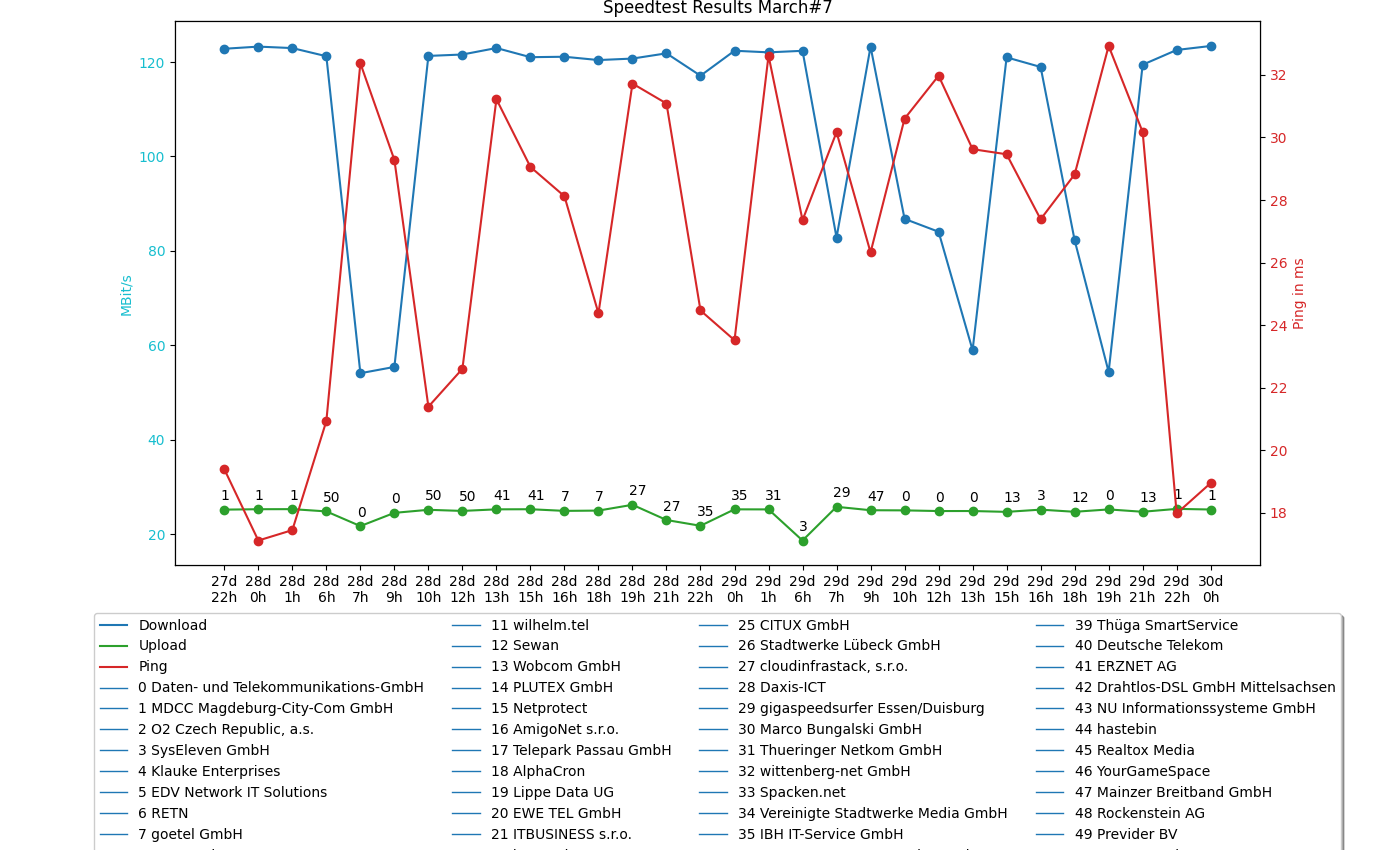 Speedtest Results March#7
120
100
80
60
40
20
MBit/s
32
30
28
26
24
22
20
18
Ping in ms
1 1 1 50 0 0 50 50 41 41 7 7 27 27 35 35 31 3 29 47 0 0 0 13 3 12 0 13 1 1
27d 28d 28d 28d 28d 28d 28d 28d 28d 28d 28d 28d 28d 28d 28d 29d 29d 29d 29d 29d 29d 29d 29d 29d 29d 29d 29d 29d 29d 30d
22h 0h 1h 6h 7h 9h 10h 12h 13h 15h 16h 18h 19h 21h 22h 0h 1h 6h 7h 9h 10h 12h 13h 15h 16h 18h 19h 21h 22h 0h
Download
Upload
Ping
0 Daten- und Telekommunikations-GmbH
1 MDCC Magdeburg-City-Com GmbH
2 O2 Czech Republic, a.s.
3 SysEleven GmbH
4 Klauke Enterprises
5 EDV Network IT Solutions
6 RETN
7 goetel GmbH
11 wilhelm.tel
12 Sewan
13 Wobcom GmbH
14 PLUTEX GmbH
15 Netprotect
16 AmigoNet s.r.o.
17 Telepark Passau GmbH
18 AlphaCron
19 Lippe Data UG
20 EWE TEL GmbH
21 ITBUSINESS s.r.o.
25 CITUX GmbH
26 Stadtwerke Lübeck GmbH
27 cloudinfrastack, s.r.o.
28 Daxis-ICT
29 gigaspeedsurfer Essen/Duisburg
30 Marco Bungalski GmbH
31 Thueringer Netkom GmbH
32 wittenberg-net GmbH
33 Spacken.net
34 Vereinigte Stadtwerke Media GmbH
35 IBH IT-Service GmbH
39 Thüga SmartService
40 Deutsche Telekom
41 ERZNET AG
42 Drahtlos-DSL GmbH Mittelsachsen
43 NU Informationssysteme GmbH
44 hastebin
45 Realtox Media
46 YourGameSpace
47 Mainzer Breitband GmbH
48 Rockenstein AG
49 Previder BV